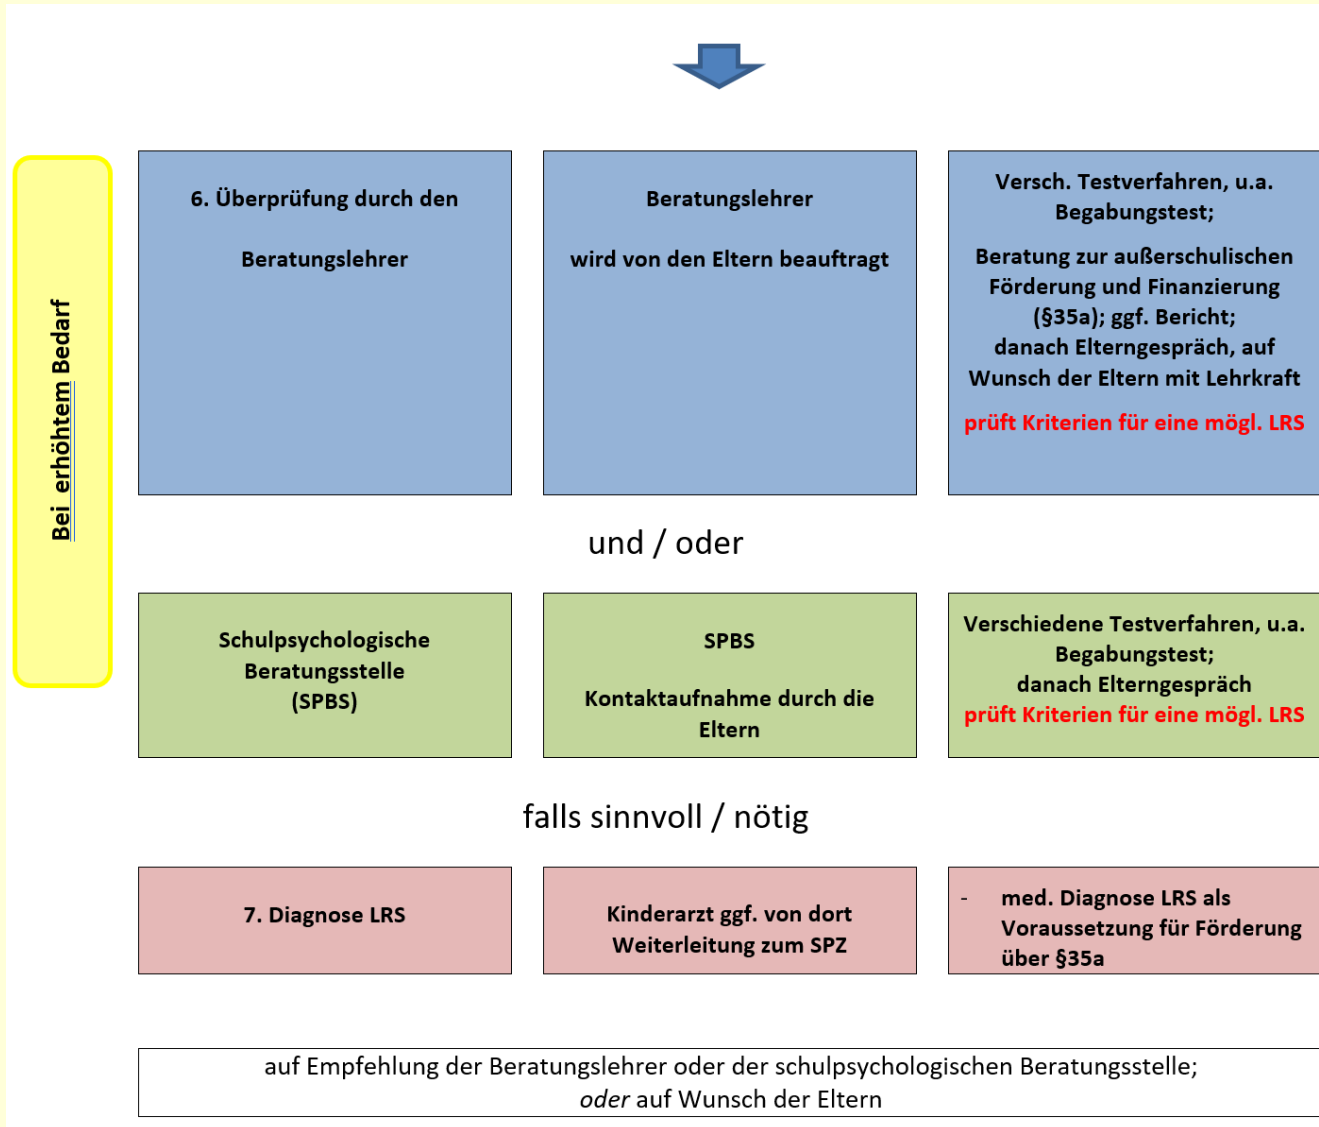 Bei erhöhtem Bedarf
6. Überprüfung durch den
Beratungslehrer
Beratungslehrer
wird von den Eltern beauftragt
Versch. Testverfahren, u.a.
Begabungstest;
Beratung zur außerschulischen
Förderung und Finanzierung
(§35a); ggf. Bericht;
danach Elterngespräch, auf
Wunsch der Eltern mit Lehrkraft
prüft Kriterien für eine mögl. LRS
und / oder
Schulpsychologische
Beratungsstelle
(SPBS)
SPBS
Kontaktaufnahme durch die
Eltern
Verschiedene Testverfahren, u.a.
Begabungstest;
danach Elterngespräch
prüft Kriterien für eine mögl. LRS
falls sinnvoll / nötig
7. Diagnose LRS
Kinderarzt ggf. von dort
Weiterleitung zum SPZ
- med. Diagnose LRS als
Voraussetzung für Förderung
über §35a
auf Empfehlung der Beratungslehrer oder der schulpsychologischen Beratungsstelle;
oder auf Wunsch der Eltern